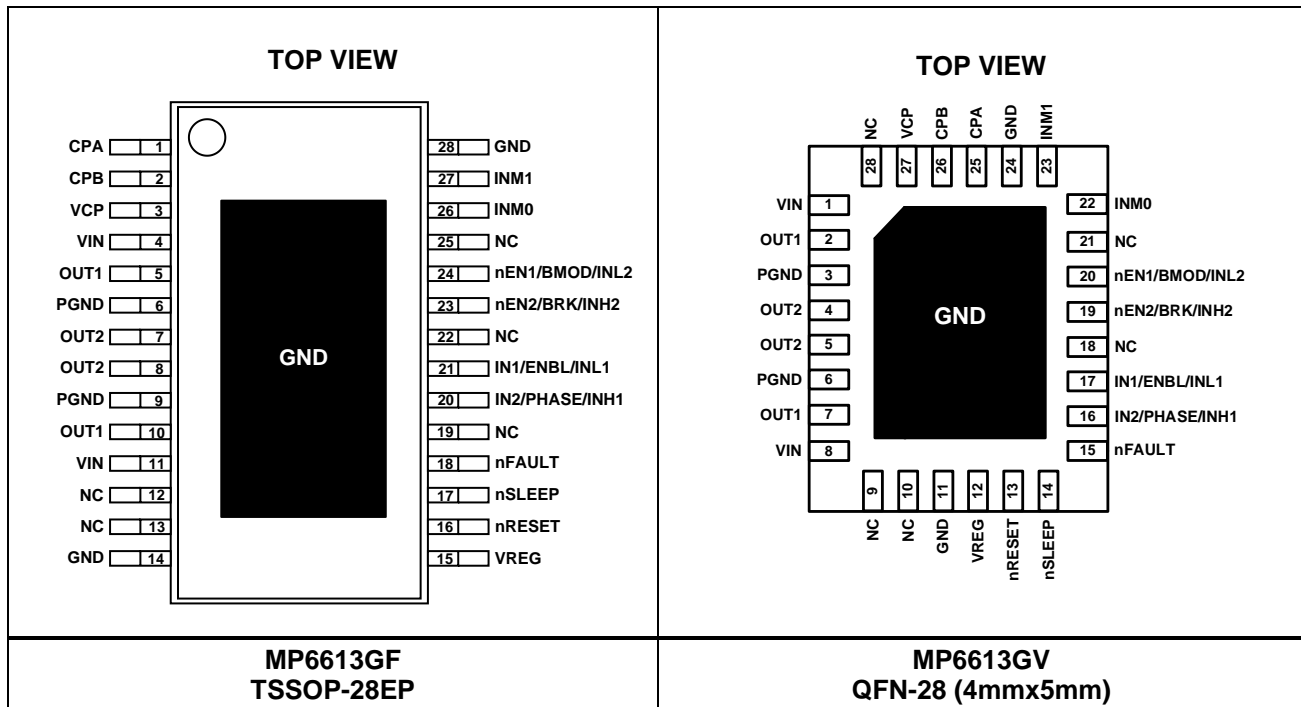 TOP VIEW
CPA 1
CPB 2
VCP 3
VIN 4
OUT1 5
PGND 6
OUT2 7
OUT2 8
PGND 9
OUT1 10
VIN 11
NC 12
NC 13
GND 14
GND
28 GND
27 INM1
26 INM0
25 NC
24 nEN1/BMOD/INL2
23 nEN2/BRK/INH2
22 NC
21 IN1/ENBL/INL1
20 IN2/PHASE/INH1
19 NC
18 nFAULT
17 nSLEEP
16 nRESET
15 VREG
MP6613GF
TSSOP-28EP
TOP VIEW
NC 28
VCP 27
CPB 26
CPA 25
GND 24
INM1 23
VIN 1
OUT1 2
PGND 3
OUT2 4
OUT2 5
PGND 6
OUT1 7
VIN 8
GND
22 INM0
21 NC
20 nEN1/BMOD/INL2
19 nEN2/BRK/INH2
18 NC
17 IN1/ENBL/INL1
16 IN2/PHASE/INH1
15 nFAULT
9 NC
10 NC
11 GND
12 VREG
13 nRESET
14 nSLEEP
MP6613GV
QFN-28 (4mmx5mm)